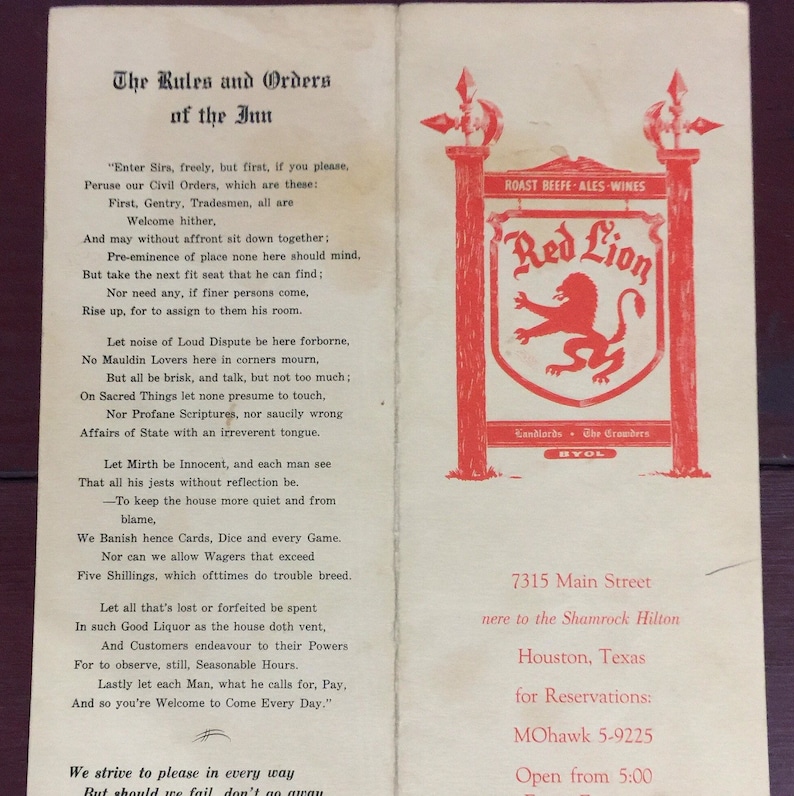 The Rules and Orders
of the Inn
"Enter Sirs, freely, but first, if you please,
Peruse our Civil Orders, which are these:
First, Gentry, Tradesmen, all are
Welcome hither,
And may without affront sit down together;
Pre-eminence of place none here should mind,
But take the next fit seat that he can find;
Nor need any, if finer persons come,
Rise up, for to assign to them his room.
Let noise of Loud Dispute be here forborne,
No Mauldin Lovers here in corners mourn,
But all be brisk, and talk, but not too much;
On Sacred Things let none presume to touch,
Nor Profane Scriptures, nor saucily wrong
Affairs of State with an irreverent tongue.
Let Mirth be Innocent, and each man see
That all his jests without reflection be.
—To keep the house more quiet and from
blame,
We Banish hence Cards, Dice and every Game.
Nor can we allow Wagers that exceed
Five Shillings, which ofttimes do trouble breed.
Let all that's lost or forfeited be spent
In such Good Liquor as the house doth vent,
And Customers endeavour to their Powers
For to observe, still, Seasonable Hours.
Lastly let each Man, what he calls for, Pay,
And so you're Welcome to Come Every Day."
We strive to please in every way
But should we fail, don't go away
ROAST BEEFE · ALES · WINES
Red Lion
Landlords · The Crowders
BYOL
7315 Main Street
nere to the Shamrock Hilton
Houston, Texas
for Reservations:
MOhawk 5-9225
Open from 5:00